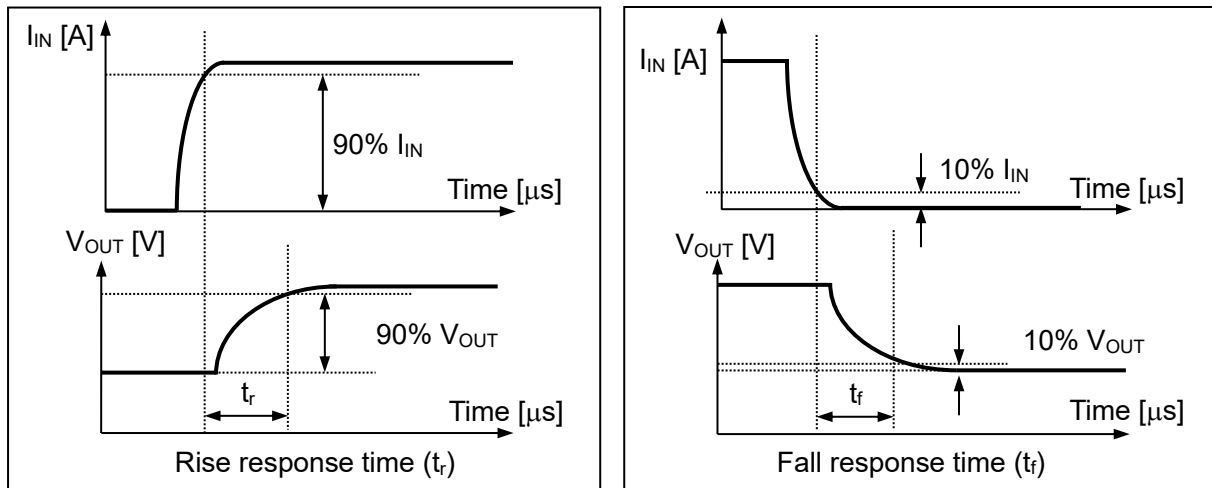 I_IN [A]
90% I_IN
Time [μs]
V_OUT [V]
90% V_OUT
t_r
Time [μs]
Rise response time (t_r)
I_IN [A]
10% I_IN
Time [μs]
V_OUT [V]
10% V_OUT
t_f
Time [μs]
Fall response time (t_f)